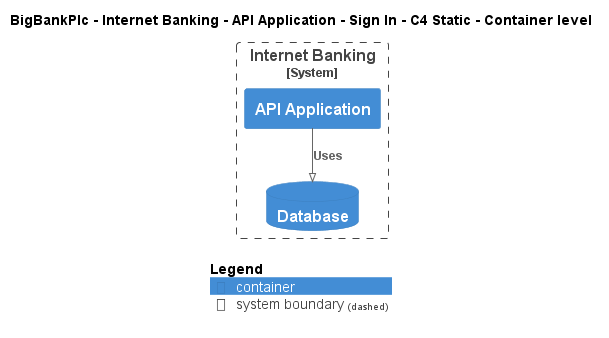 BigBankPlc - Internet Banking - API Application - Sign In - C4 Static - Container level
Internet Banking
[System]
API Application
Uses
Database
Legend
container
system boundary (dashed)